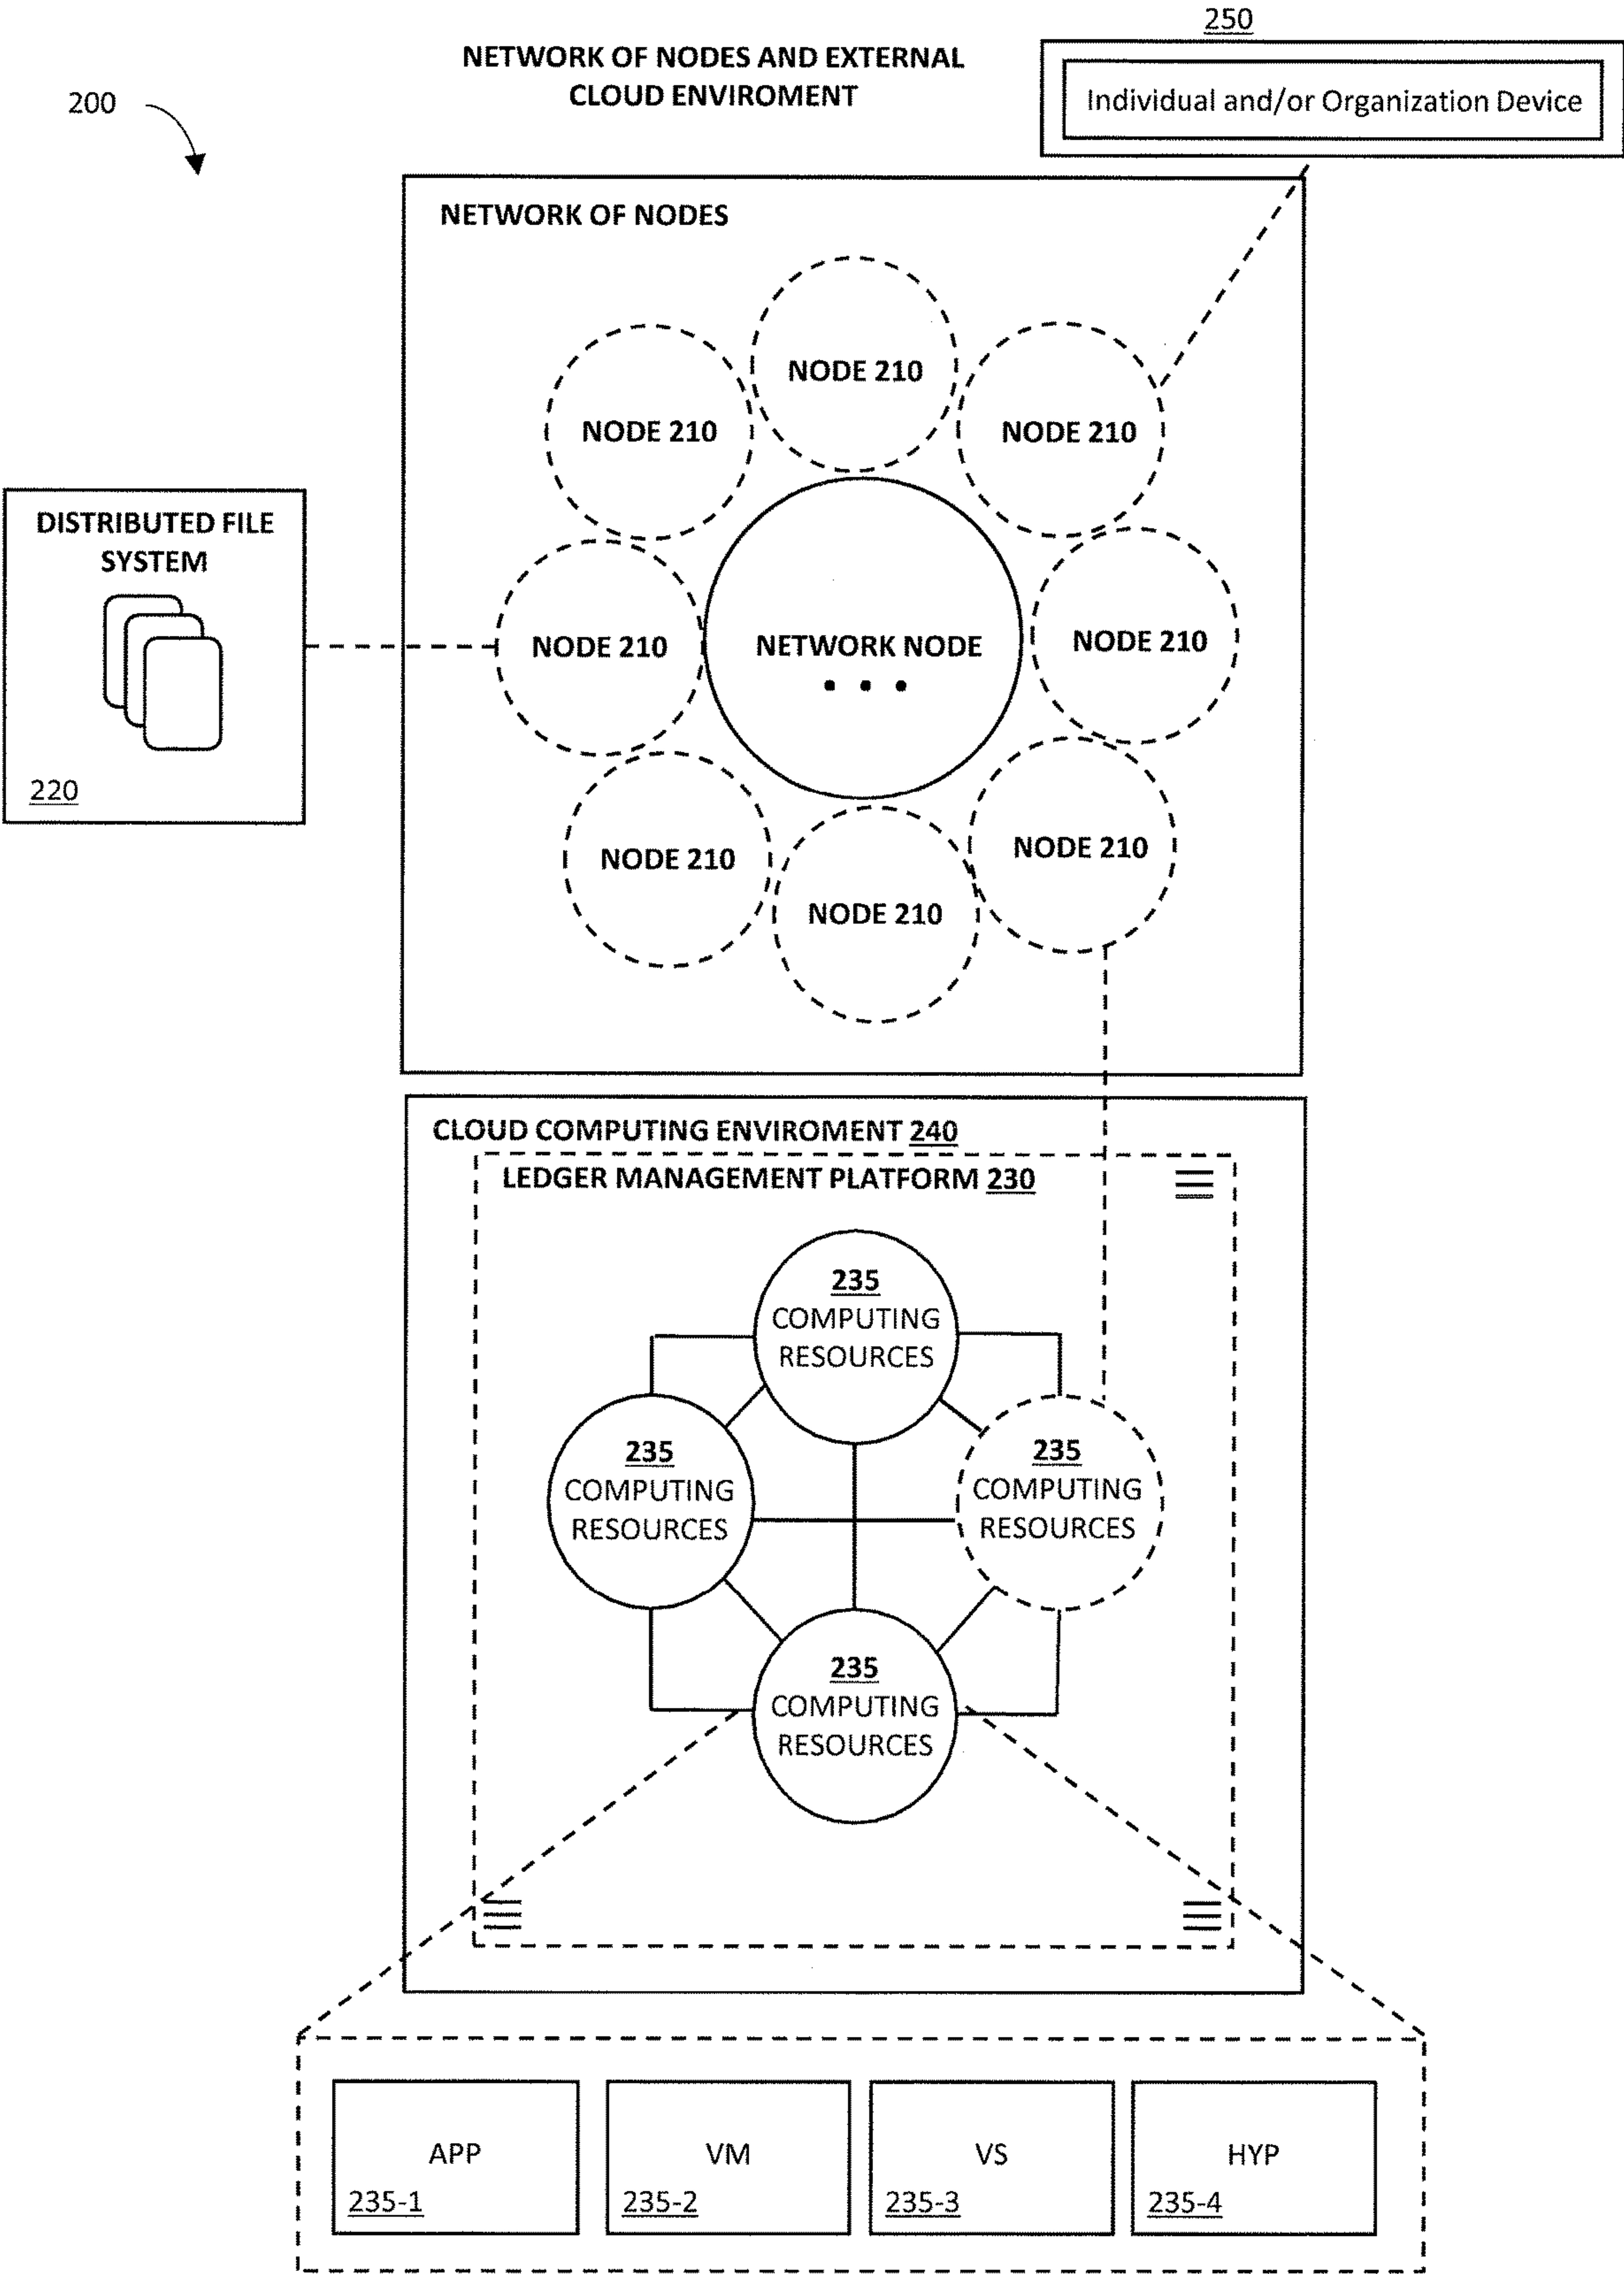 250
NETWORK OF NODES AND EXTERNAL
CLOUD ENVIROMENT
Individual and/or Organization Device
200
NETWORK OF NODES
NODE 210
NODE 210
NODE 210
DISTRIBUTED FILE
SYSTEM
220
NODE 210
NETWORK NODE
• • •
NODE 210
NODE 210
NODE 210
NODE 210
CLOUD COMPUTING ENVIROMENT 240
LEDGER MANAGEMENT PLATFORM 230
235
COMPUTING
RESOURCES
235
COMPUTING
RESOURCES
235
COMPUTING
RESOURCES
235
COMPUTING
RESOURCES
APP
235-1
VM
235-2
VS
235-3
HYP
235-4